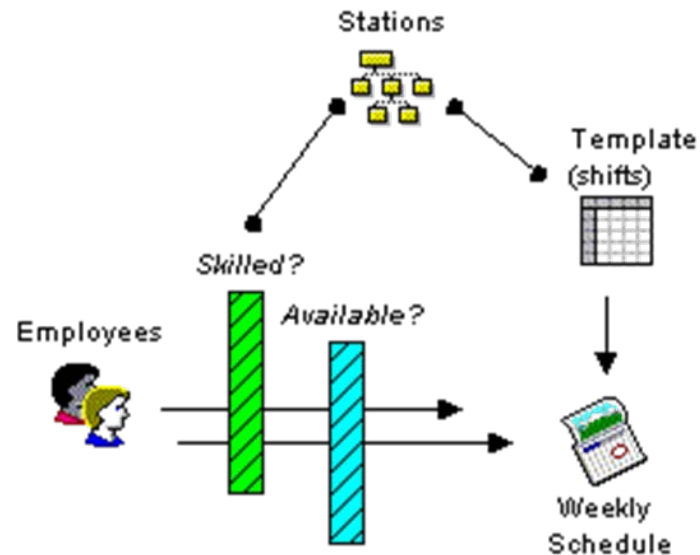 Stations
Template
(shifts)
Skilled?
Available?
Employees
Weekly
Schedule